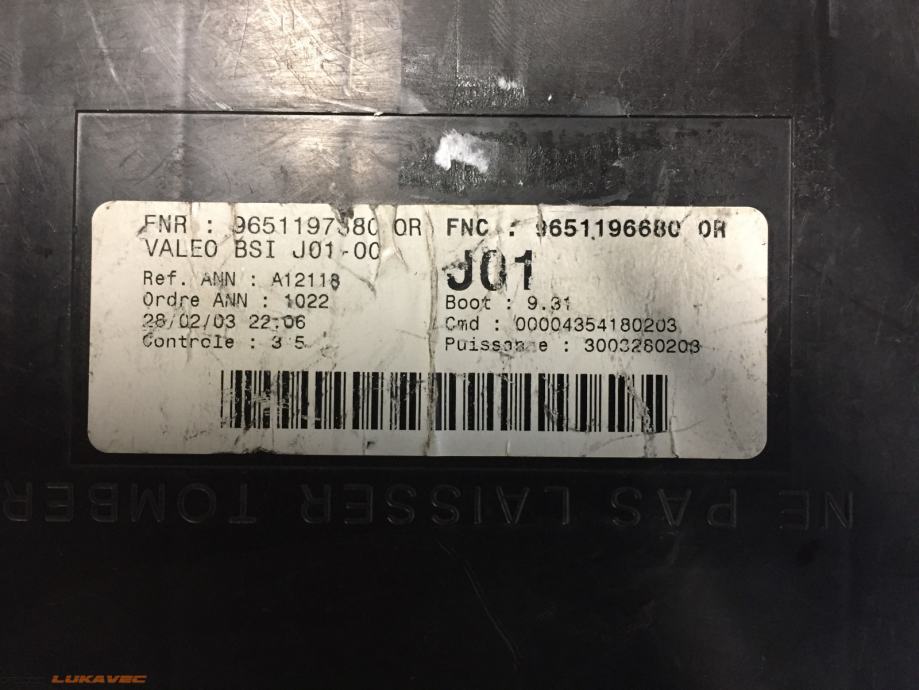 FNR : 9651197380 OR
VALEO BSI J01-00
Ref. ANN : A12118
Ordre ANN : 1022
28/02/03 22:06
Controle : 3 5
FNC : 9651196680 OR
J01
Boot : 9.31
Cmd : 00004354180203
Puissance : 3003280203
NE PAS LAISSER TOMBER
LUKAVEC